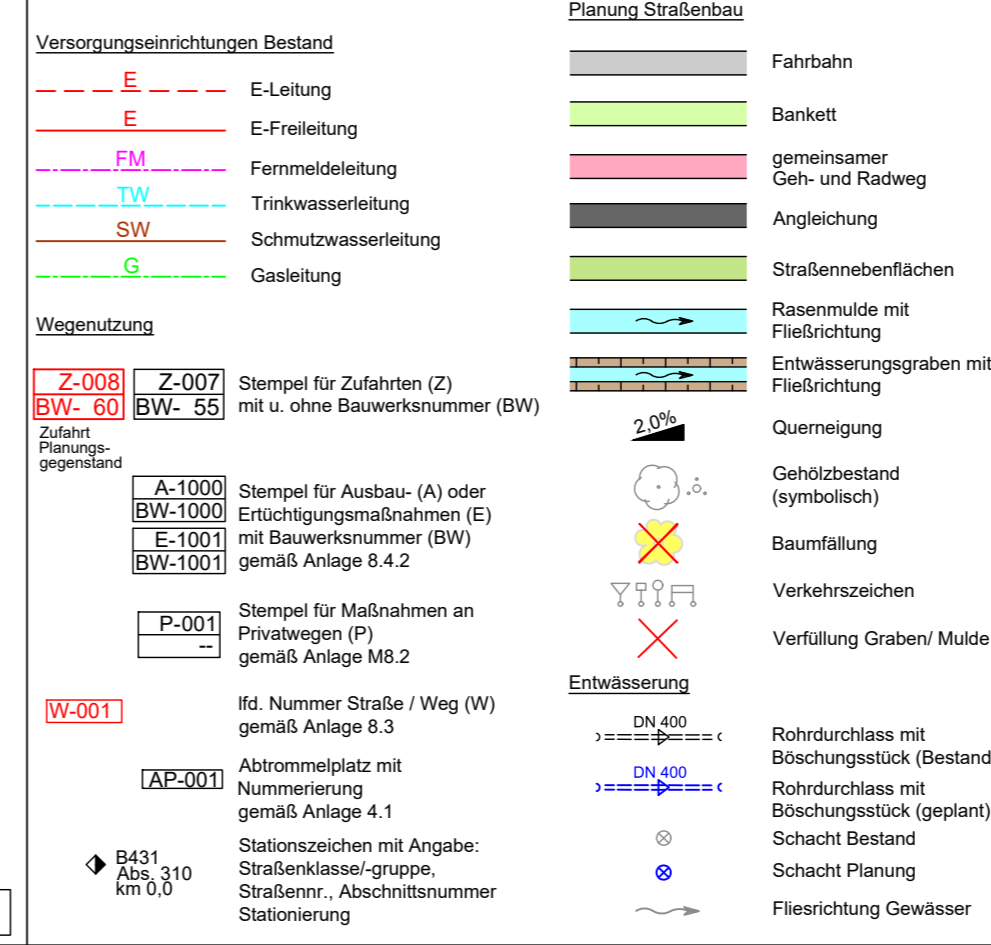 Versorgungseinrichtungen Bestand
E
E-Leitung
E
E-Freileitung
FM
Fernmeldeleitung
TW
Trinkwasserleitung
SW
Schmutzwasserleitung
G
Gasleitung
Wegenutzung
Z-008
BW- 60
Z-007
BW- 55
Stempel für Zufahrten (Z)
mit u. ohne Bauwerksnummer (BW)
Zufahrt
Planungs-
gegenstand
A-1000
BW-1000
E-1001
BW-1001
Stempel für Ausbau- (A) oder
Ertüchtigungsmaßnahmen (E)
mit Bauwerksnummer (BW)
gemäß Anlage 8.4.2
P-001
--
Stempel für Maßnahmen an
Privatwegen (P)
gemäß Anlage M8.2
W-001
lfd. Nummer Straße / Weg (W)
gemäß Anlage 8.3
AP-001
Abtrommelplatz mit
Nummerierung
gemäß Anlage 4.1
B431
Abs. 310
km 0,0
Stationszeichen mit Angabe:
Straßenklasse/-gruppe,
Straßennr., Abschnittsnummer
Stationierung
Planung Straßenbau
Fahrbahn
Bankett
gemeinsamer
Geh- und Radweg
Angleichung
Straßennebenflächen
Rasenmulde mit
Fließrichtung
Entwässerungsgraben mit
Fließrichtung
2,0%
Querneigung
Gehölzbestand
(symbolisch)
Baumfällung
Verkehrszeichen
Verfüllung Graben/ Mulde
Entwässerung
DN 400
Rohrdurchlass mit
Böschungsstück (Bestand
DN 400
Rohrdurchlass mit
Böschungsstück (geplant)
Schacht Bestand
Schacht Planung
Fliesrichtung Gewässer